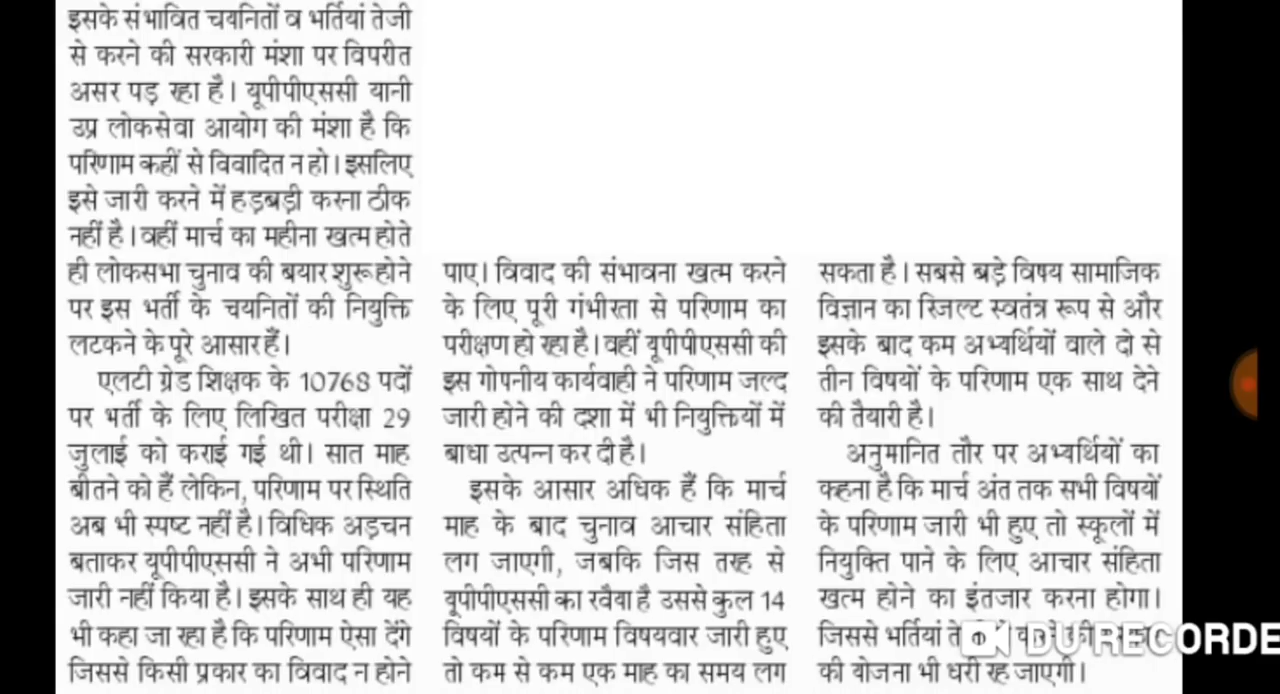 इसके संभावित चयनितों व भर्तियां तेजी
से करने की सरकारी मंशा पर विपरीत
असर पड़ रहा है। यूपीपीएससी यानी
उप्र लोकसेवा आयोग की मंशा है कि
परिणाम कहीं से विवादित न हो। इसलिए
इसे जारी करने में हड़बड़ी करना ठीक
नहीं है। वहीं मार्च का महीना खत्म होते
ही लोकसभा चुनाव की बयार शुरू होने
पर इस भर्ती के चयनितों की नियुक्ति
लटकने के पूरे आसार हैं।
एलटी ग्रेड शिक्षक के 10768 पदों
पर भर्ती के लिए लिखित परीक्षा 29
जुलाई को कराई गई थी। सात माह
बीतने को हैं लेकिन, परिणाम पर स्थिति
अब भी स्पष्ट नहीं है। विधिक अड़चन
बताकर यूपीपीएससी ने अभी परिणाम
जारी नहीं किया है। इसके साथ ही यह
भी कहा जा रहा है कि परिणाम ऐसा देंगे
जिससे किसी प्रकार का विवाद न होने
पाए। विवाद की संभावना खत्म करने
के लिए पूरी गंभीरता से परिणाम का
परीक्षण हो रहा है। वहीं यूपीपीएससी की
इस गोपनीय कार्यवाही ने परिणाम जल्द
जारी होने की दशा में भी नियुक्तियों में
बाधा उत्पन्न कर दी है।
इसके आसार अधिक हैं कि मार्च
माह के बाद चुनाव आचार संहिता
लग जाएगी, जबकि जिस तरह से
यूपीपीएससी का रवैया है उससे कुल 14
विषयों के परिणाम विषयवार जारी हुए
तो कम से कम एक माह का समय लग
सकता है। सबसे बड़े विषय सामाजिक
विज्ञान का रिजल्ट स्वतंत्र रूप से और
इसके बाद कम अभ्यर्थियों वाले दो से
तीन विषयों के परिणाम एक साथ देने
की तैयारी है।
अनुमानित तौर पर अभ्यर्थियों का
कहना है कि मार्च अंत तक सभी विषयों
के परिणाम जारी भी हुए तो स्कूलों में
नियुक्ति पाने के लिए आचार संहिता
खत्म होने का इंतजार करना होगा।
जिससे भर्तियां
की योजना भी धरी रह जाएगी।
DU RECORDE